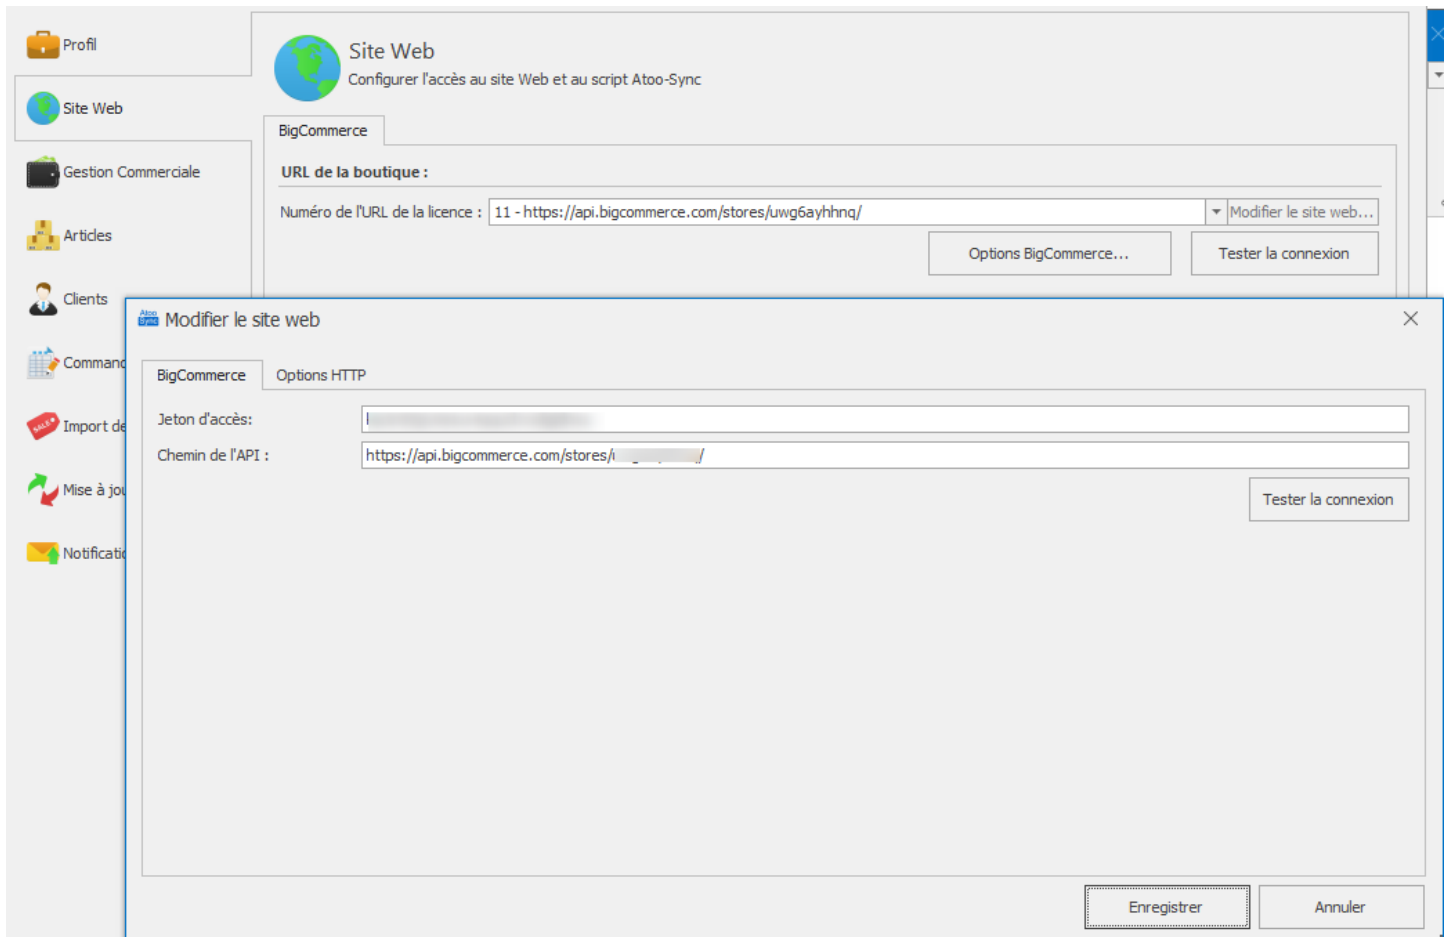 Profil
Site Web
Gestion Commerciale
Articles
Clients
Command
Import de
Mise à jou
Notificatio
Site Web
Configurer l'accès au site Web et au script Atoo-Sync
BigCommerce
URL de la boutique :
Numéro de l'URL de la licence : 11 - https://api.bigcommerce.com/stores/uwg6ayhhnq/ Modifier le site web...
Options BigCommerce... Tester la connexion
Atoo Sync Modifier le site web
BigCommerce Options HTTP
Jeton d'accès:
Chemin de l'API : https://api.bigcommerce.com/stores/
Tester la connexion
Enregistrer Annuler